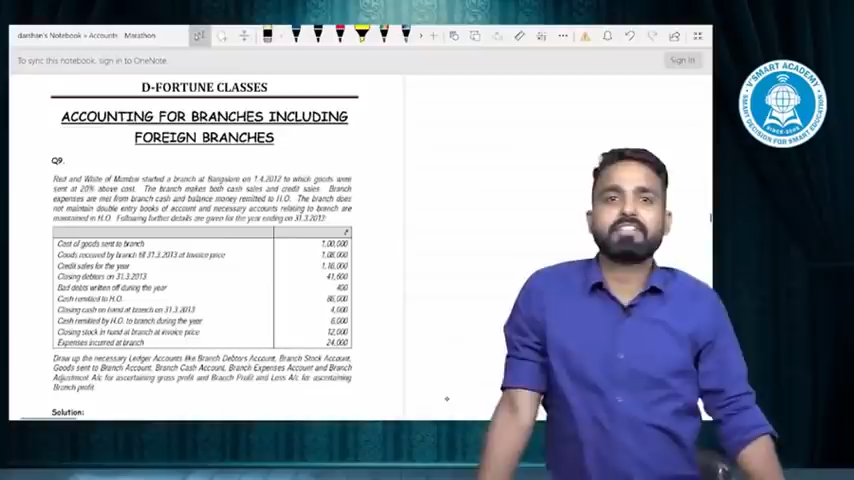 darshan's Notebook » Accounts Marathon
To sync this notebook, sign in to OneNote.
Sign In
D-FORTUNE CLASSES
ACCOUNTING FOR BRANCHES INCLUDING
FOREIGN BRANCHES
Q9.
Red and White of Mumbai started a branch at Bangalore on 1.4.2012 to which goods were
sent at 20% above cost. The branch makes both cash sales and credit sales. Branch
expenses are met from branch cash and balance money remitted to H.O. The branch does
not maintain double entry books of account and necessary accounts relating to branch are
maintained in H.O. Following further details are given for the year ending on 31.3.2013:
₹
Cost of goods sent to branch 1,00,000
Goods received by branch till 31.3.2013 at invoice price 1,08,000
Credit sales for the year 1,16,000
Closing debtors on 31.3.2013 41,600
Bad debts written off during the year 400
Cash remitted to H.O. 86,000
Closing cash on hand at branch on 31.3.2013 4,000
Cash remitted by H.O. to branch during the year 6,000
Closing stock in hand at branch at invoice price 12,000
Expenses incurred at branch 24,000
Draw up the necessary Ledger Accounts like Branch Debtors Account, Branch Stock Account,
Goods sent to Branch Account, Branch Cash Account, Branch Expenses Account and Branch
Adjustment A/c for ascertaining gross profit and Branch Profit and Loss A/c for ascertaining
Branch profit.
Solution:
V'SMART ACADEMY
SINCE-2005
SMART DECISION FOR SMART EDUCATION